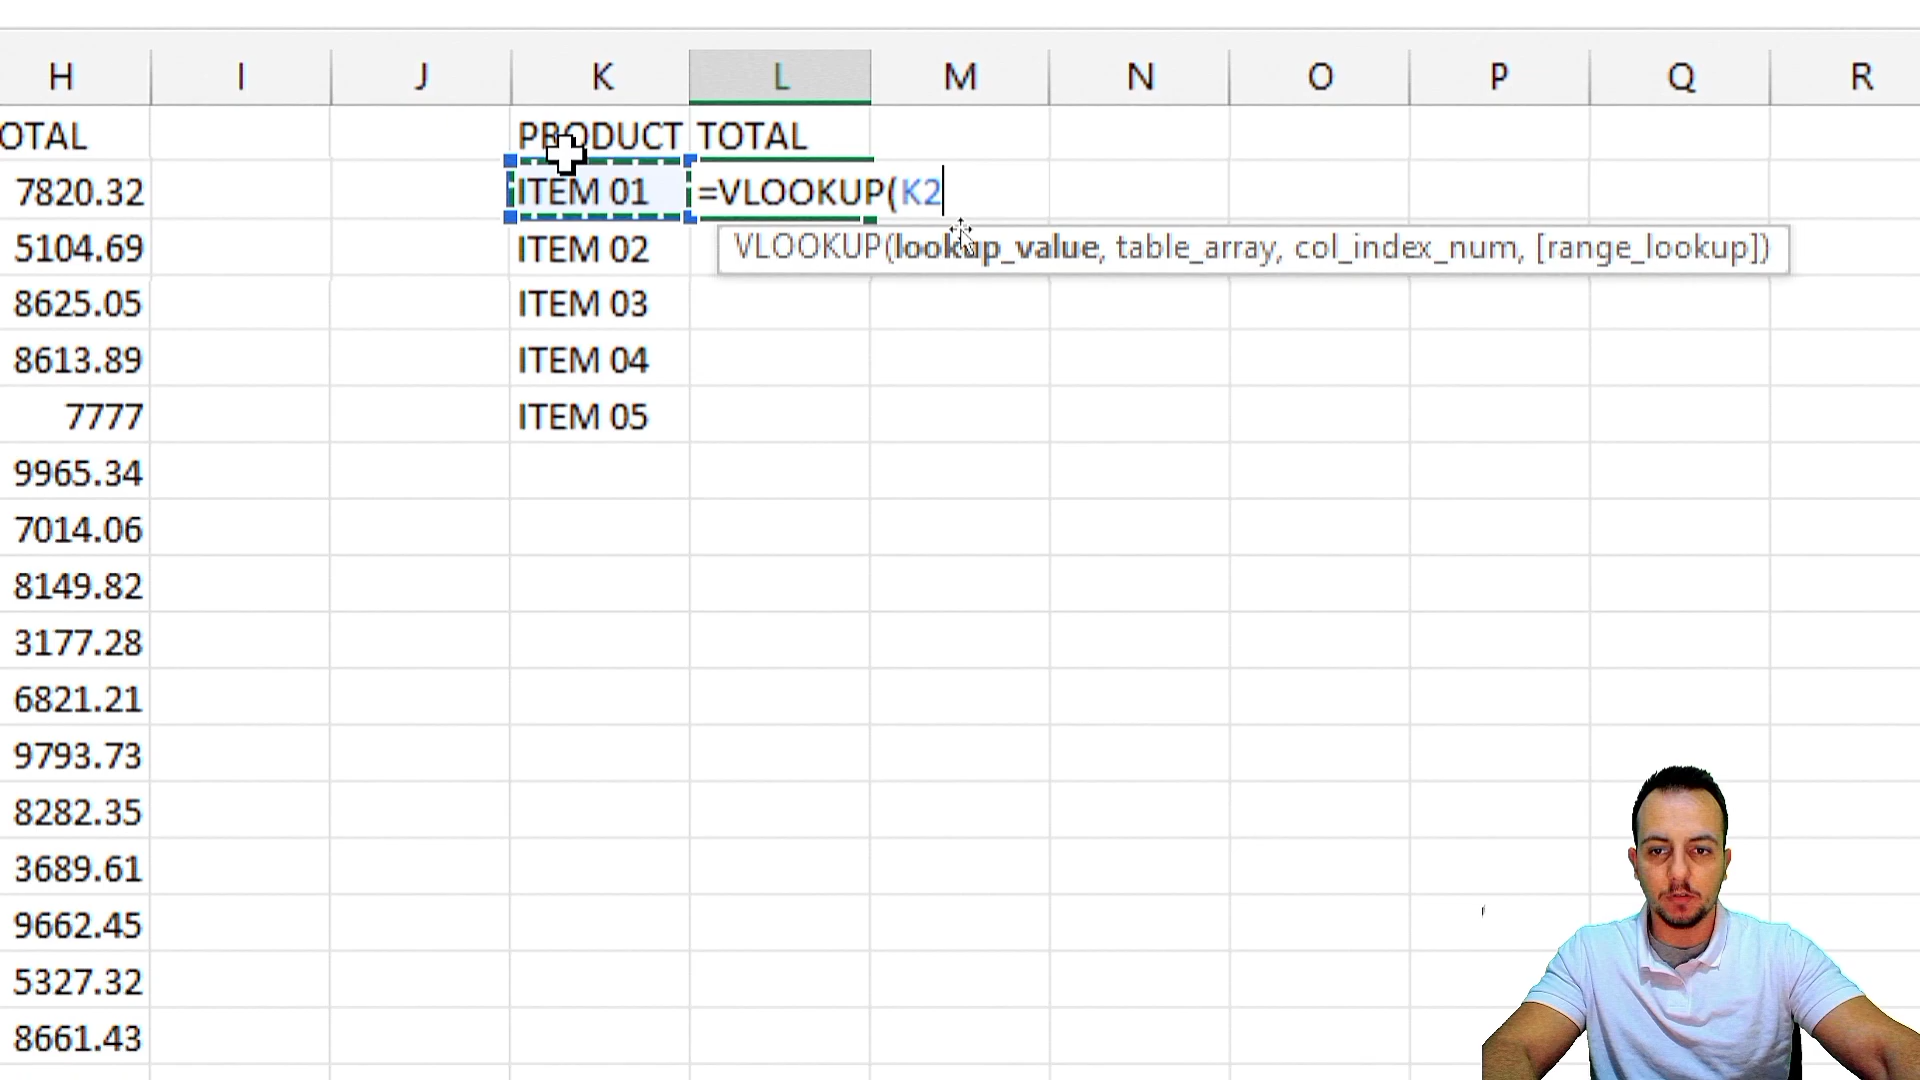 H I J K L M N O P Q R
OTAL PRODUCT TOTAL
7820.32 ITEM 01 =VLOOKUP(K2
5104.69 ITEM 02 VLOOKUP(lookup_value, table_array, col_index_num, [range_lookup])
8625.05 ITEM 03
8613.89 ITEM 04
7777 ITEM 05
9965.34
7014.06
8149.82
3177.28
6821.21
9793.73
8282.35
3689.61
9662.45
5327.32
8661.43